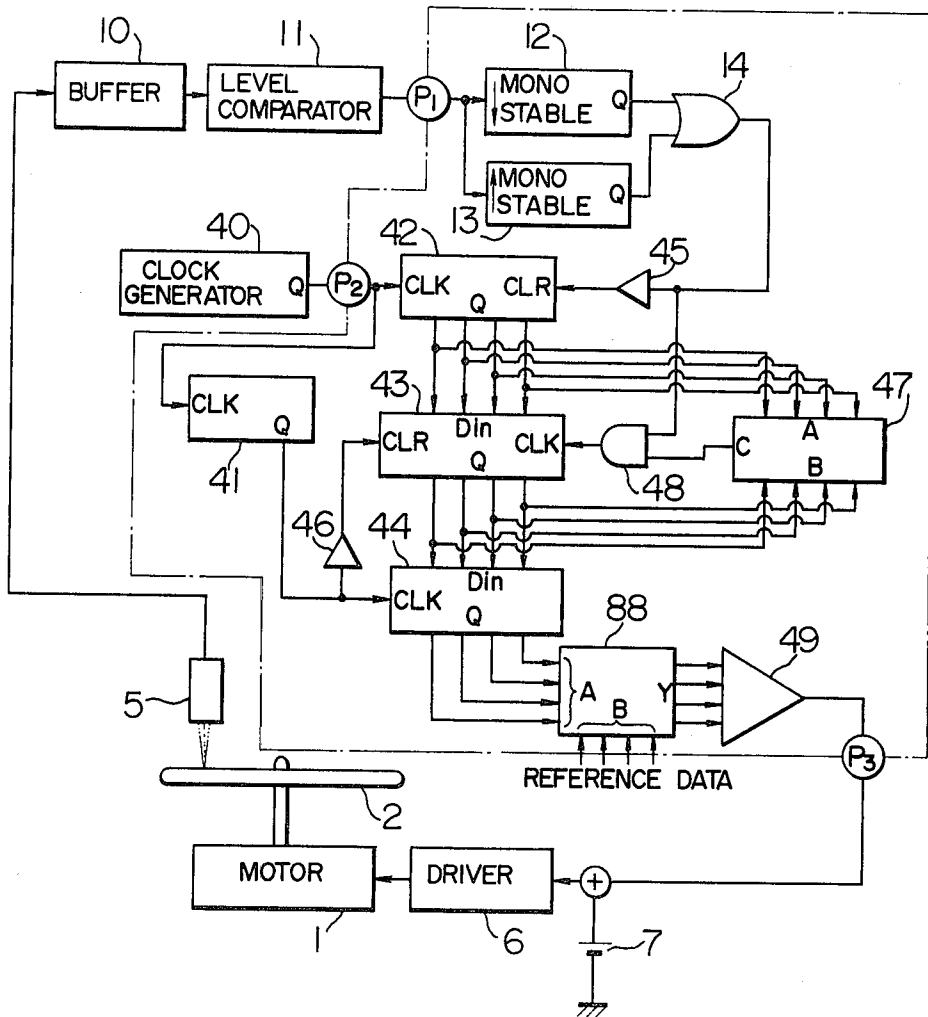 10
11
12
14
BUFFER
LEVEL
COMPARATOR
P1
MONO
STABLE
Q
MONO
STABLE
Q
13
40
42
45
CLOCK
GENERATOR
Q
P2
CLK
CLR
Q
43
47
CLK
Q
41
CLR
Din
Q
CLK
48
C
A
B
46
44
CLK
Din
Q
88
49
5
A
B
Y
REFERENCE DATA
P3
2
MOTOR
DRIVER
+
1
6
7